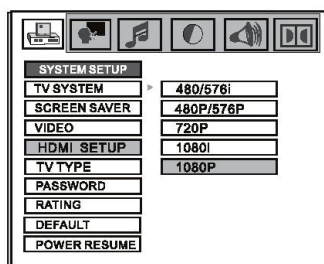 SYSTEM SETUP
TV SYSTEM
SCREEN SAVER
VIDEO
HDMI SETUP
TV TYPE
PASSWORD
RATING
DEFAULT
POWER RESUME
480/576i
480P/576P
720P
1080I
1080P